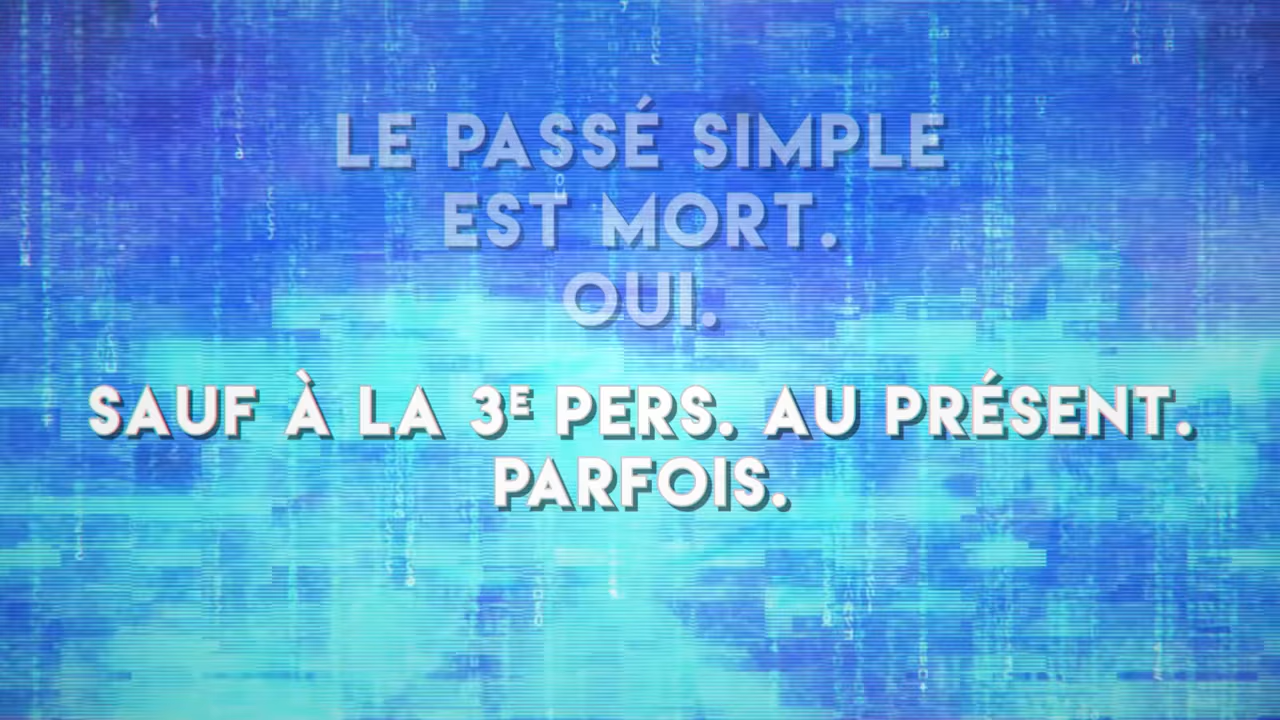 LE PASSÉ SIMPLE
EST MORT.
OUI.
SAUF À LA 3ᴱ PERS. AU PRÉSENT.
PARFOIS.